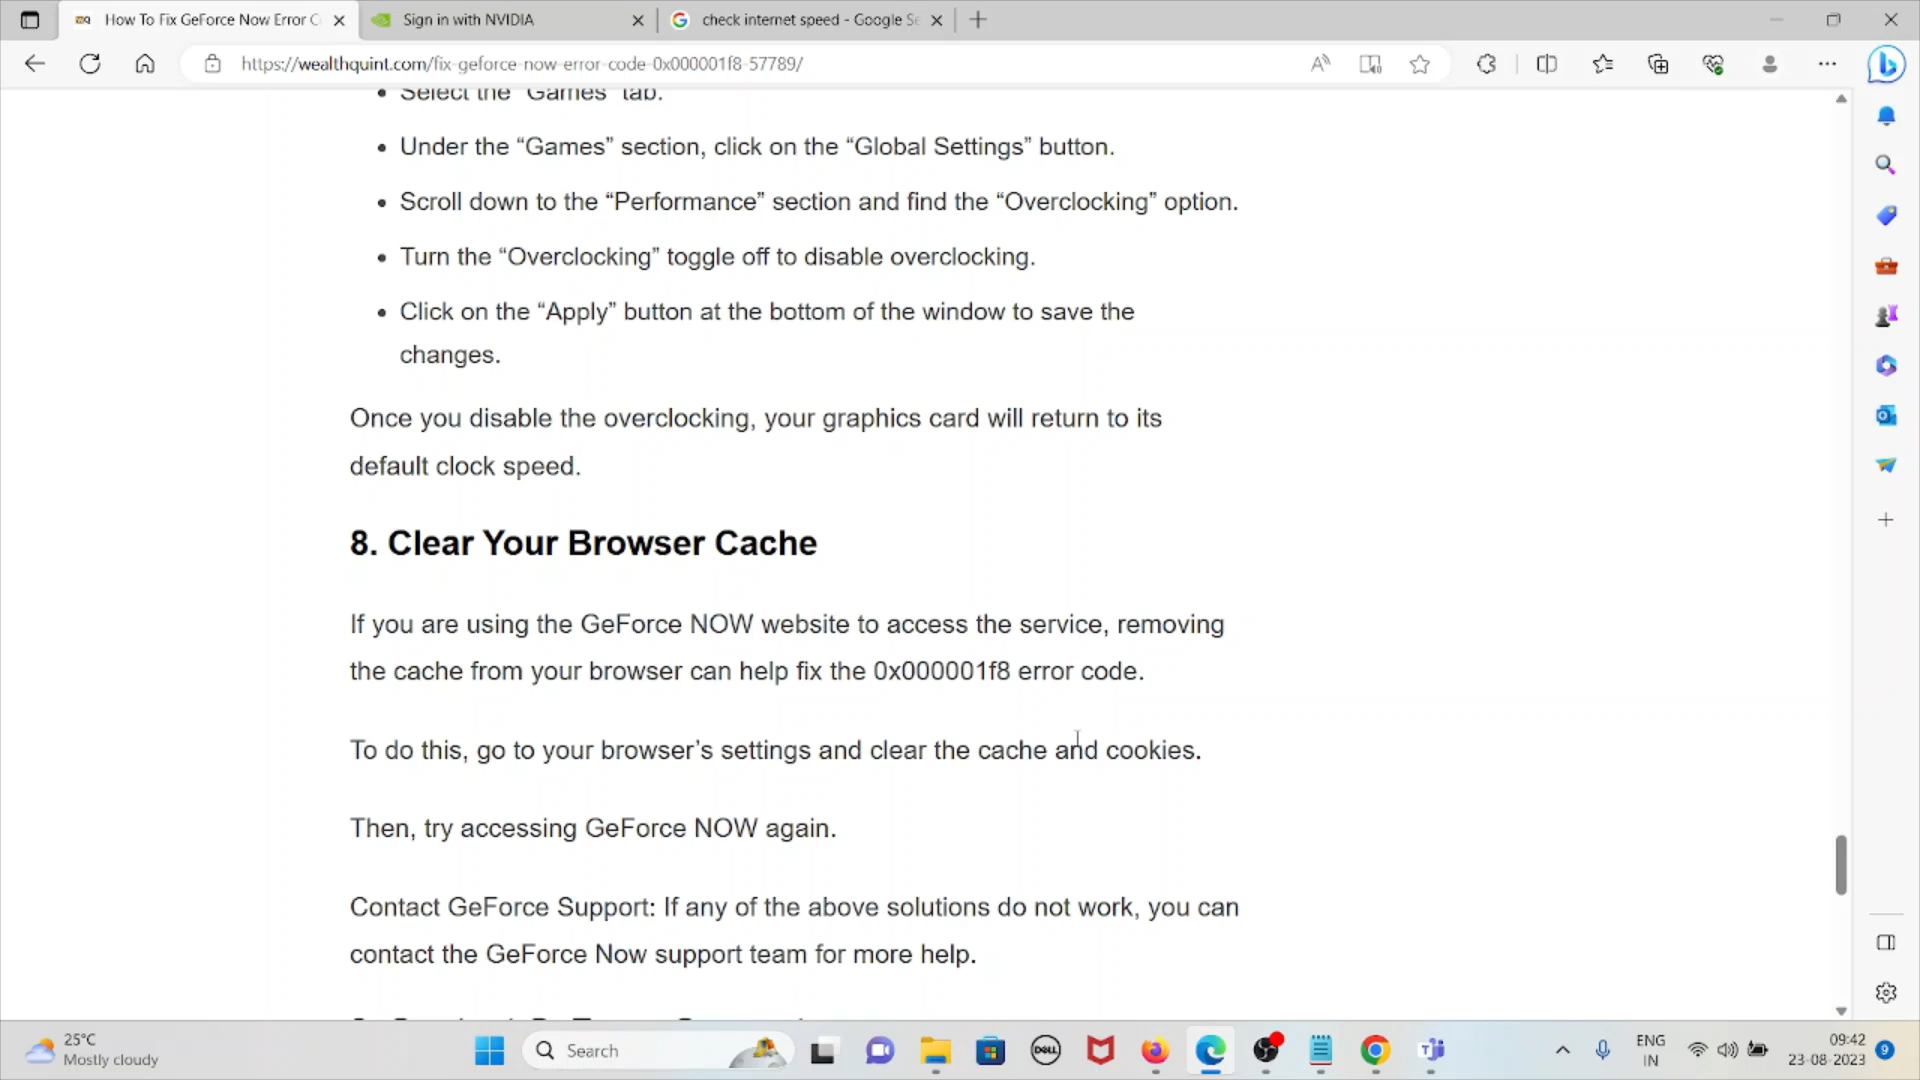 How To Fix GeForce Now Error C
Sign in with NVIDIA
check internet speed - Google Se
https://wealthquint.com/fix-geforce-now-error-code-0x000001f8-57789/
Select the “Games” tab.
Under the “Games” section, click on the “Global Settings” button.
Scroll down to the “Performance” section and find the “Overclocking” option.
Turn the “Overclocking” toggle off to disable overclocking.
Click on the “Apply” button at the bottom of the window to save the
changes.
Once you disable the overclocking, your graphics card will return to its
default clock speed.
8. Clear Your Browser Cache
If you are using the GeForce NOW website to access the service, removing
the cache from your browser can help fix the 0x000001f8 error code.
To do this, go to your browser’s settings and clear the cache and cookies.
Then, try accessing GeForce NOW again.
Contact GeForce Support: If any of the above solutions do not work, you can
contact the GeForce Now support team for more help.
25°C
Mostly cloudy
Search
DELL
ENG
IN
09:42
23-08-2023
9